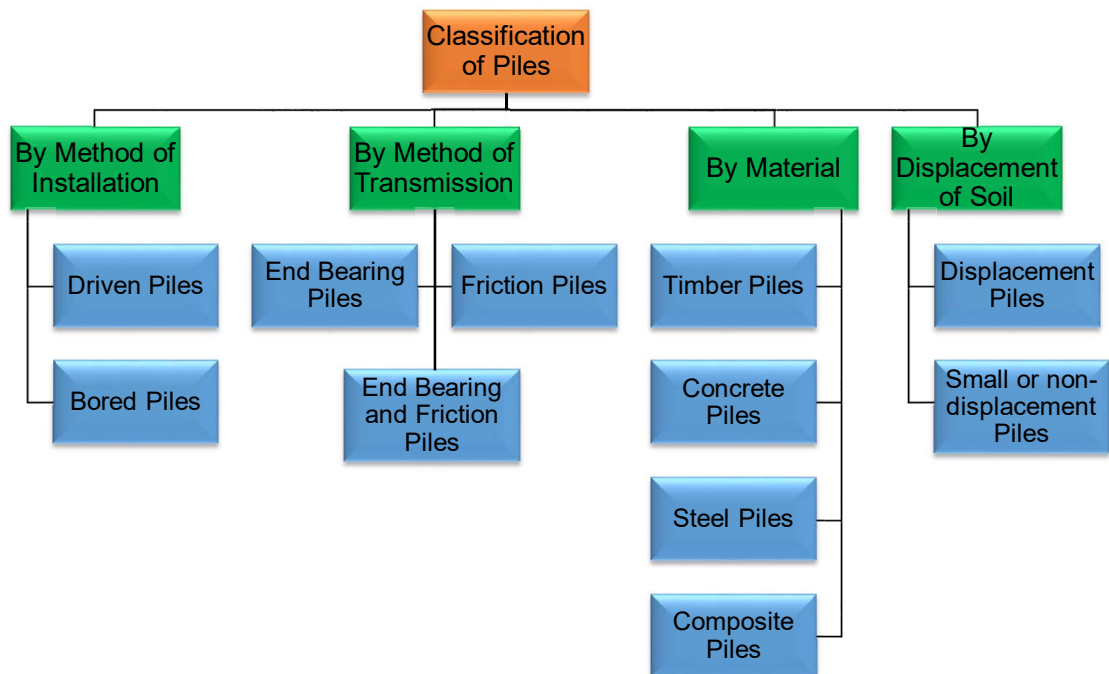 Classification
of Piles
By Method of
Installation
By Method of
Transmission
By Material
By
Displacement
of Soil
Driven Piles
Bored Piles
End Bearing
Piles
Friction Piles
End Bearing
and Friction
Piles
Timber Piles
Concrete
Piles
Steel Piles
Composite
Piles
Displacement
Piles
Small or non-
displacement
Piles